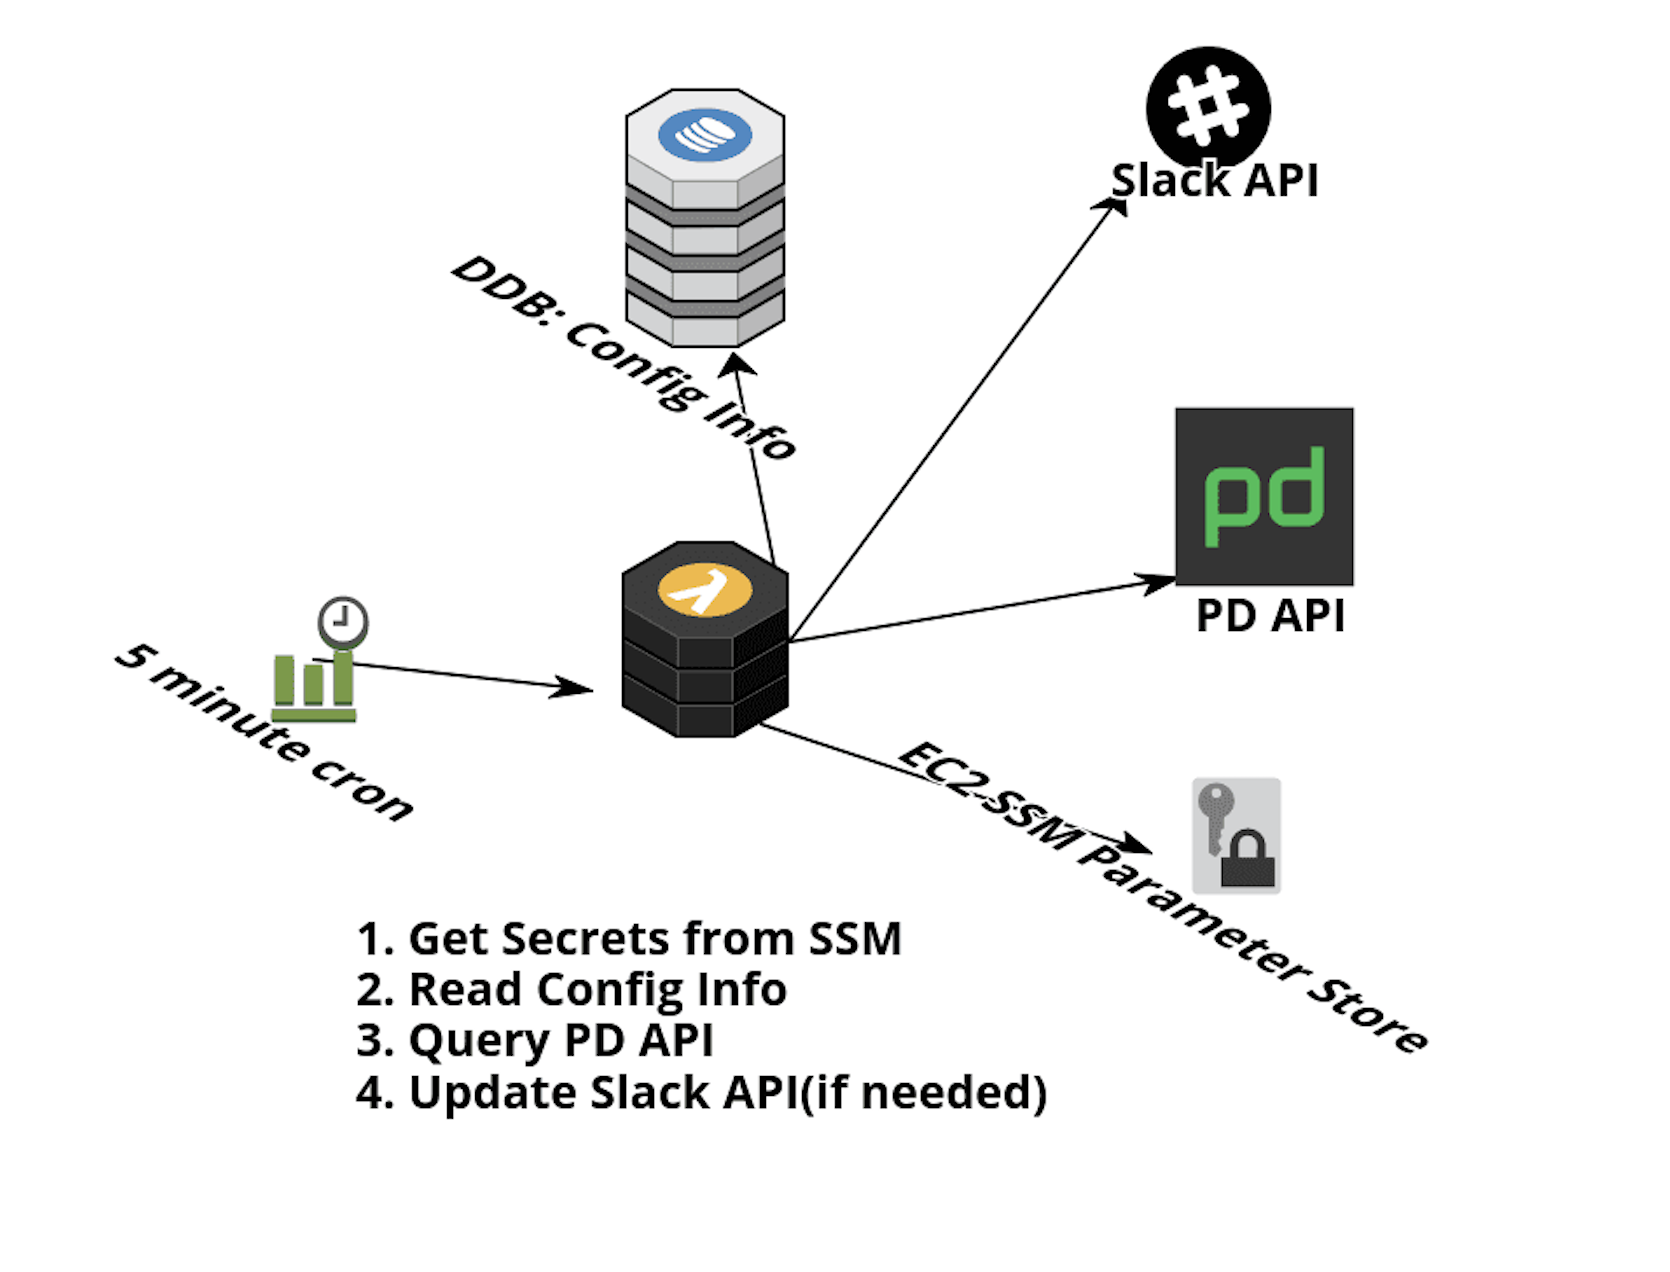 Slack API
DDB: Config Info
pd
PD API
5 minute cron
EC2 SSM Parameter Store
1. Get Secrets from SSM
2. Read Config Info
3. Query PD API
4. Update Slack API(if needed)